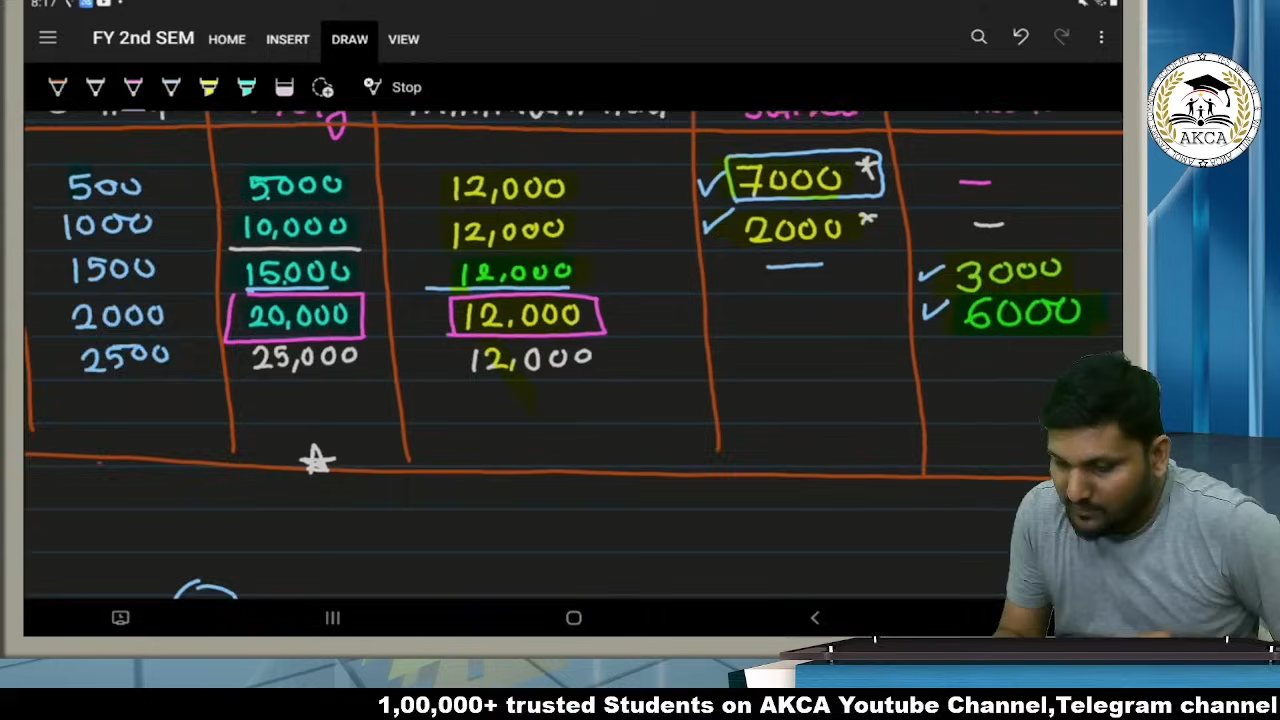 8:17
FY 2nd SEM HOME INSERT DRAW VIEW
Stop
500 5000 12,000 7000 * —
1000 10,000 12,000 2000 * —
1500 15,000 12,000 — 3000
2000 20,000 12,000 6000
2500 25,000 12,000
AKCA
1,00,000+ trusted Students on AKCA Youtube Channel,Telegram channel